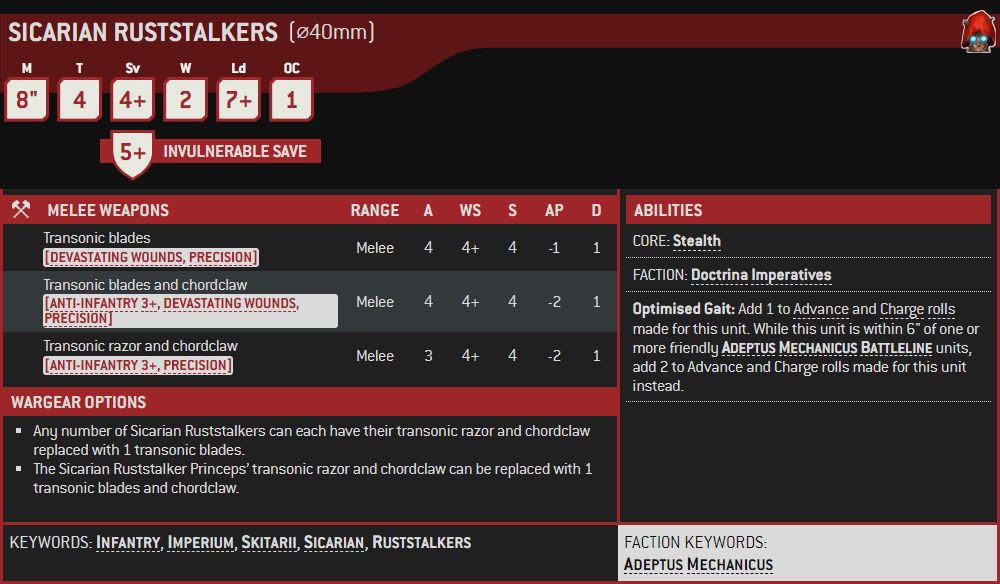 SICARIAN RUSTSTALKERS (⌀40mm)
M T Sv W Ld OC
8" 4 4+ 2 7+ 1
5+ INVULNERABLE SAVE
MELEE WEAPONS RANGE A WS S AP D
Transonic blades
[DEVASTATING WOUNDS, PRECISION]
Melee 4 4+ 4 -1 1
Transonic blades and chordclaw
[ANTI-INFANTRY 3+, DEVASTATING WOUNDS,
PRECISION]
Melee 4 4+ 4 -2 1
Transonic razor and chordclaw
[ANTI-INFANTRY 3+, PRECISION]
Melee 3 4+ 4 -2 1
WARGEAR OPTIONS
▪ Any number of Sicarian Ruststalkers can each have their transonic razor and chordclaw
replaced with 1 transonic blades.
▪ The Sicarian Ruststalker Princeps' transonic razor and chordclaw can be replaced with 1
transonic blades and chordclaw.
ABILITIES
CORE: Stealth
FACTION: Doctrina Imperatives
Optimised Gait: Add 1 to Advance and Charge rolls
made for this unit. While this unit is within 6" of one or
more friendly ADEPTUS MECHANICUS BATTLELINE units,
add 2 to Advance and Charge rolls made for this unit
instead.
KEYWORDS: INFANTRY, IMPERIUM, SKITARII, SICARIAN, RUSTSTALKERS
FACTION KEYWORDS:
ADEPTUS MECHANICUS